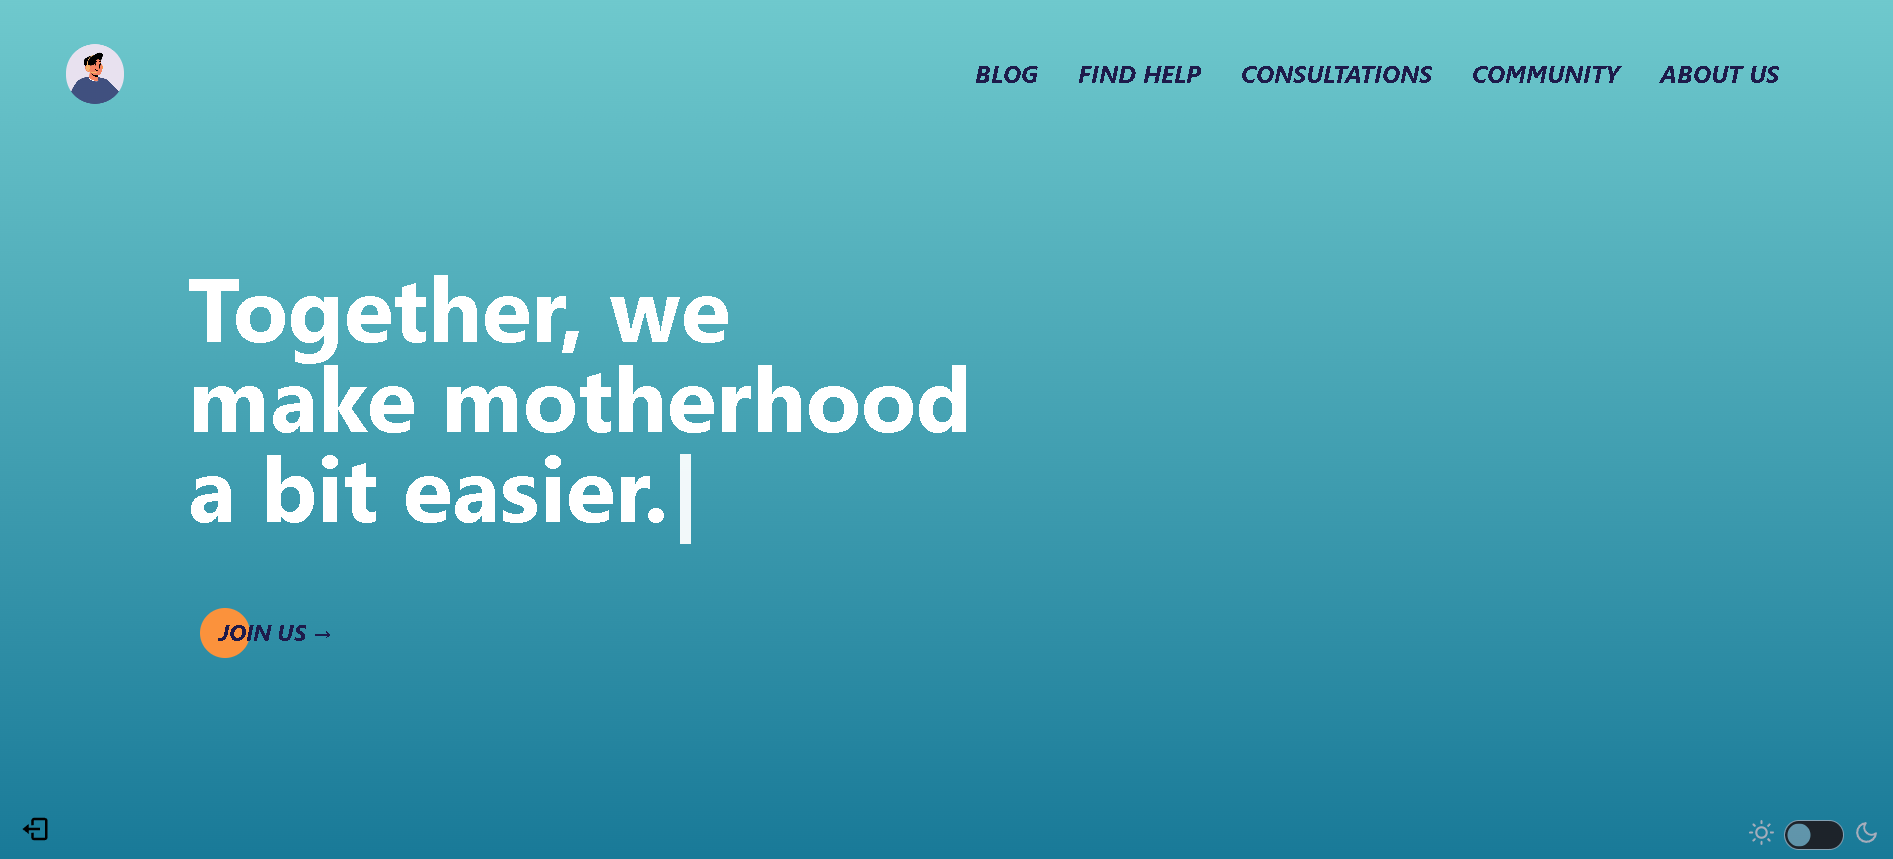 BLOG FIND HELP CONSULTATIONS COMMUNITY ABOUT US
Together, we
make motherhood
a bit easier.|
JOIN US →